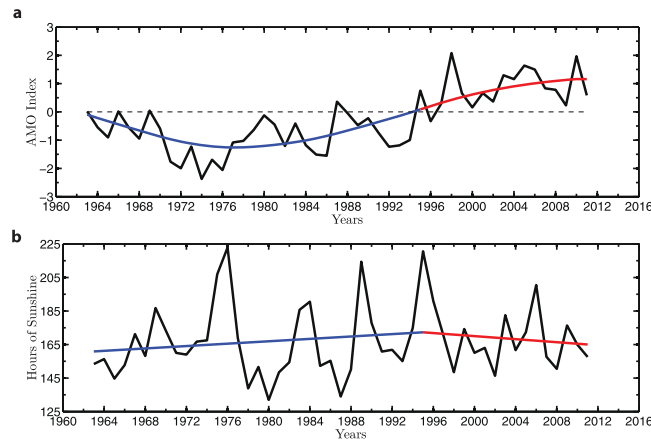 a
3
2
1
0
−1
−2
−3
AMO Index
1960 1964 1968 1972 1976 1980 1984 1988 1992 1996 2000 2004 2008 2012 2016
Years
b
225
205
185
165
145
125
Hours of Sunshine
1960 1964 1968 1972 1976 1980 1984 1988 1992 1996 2000 2004 2008 2012 2016
Years